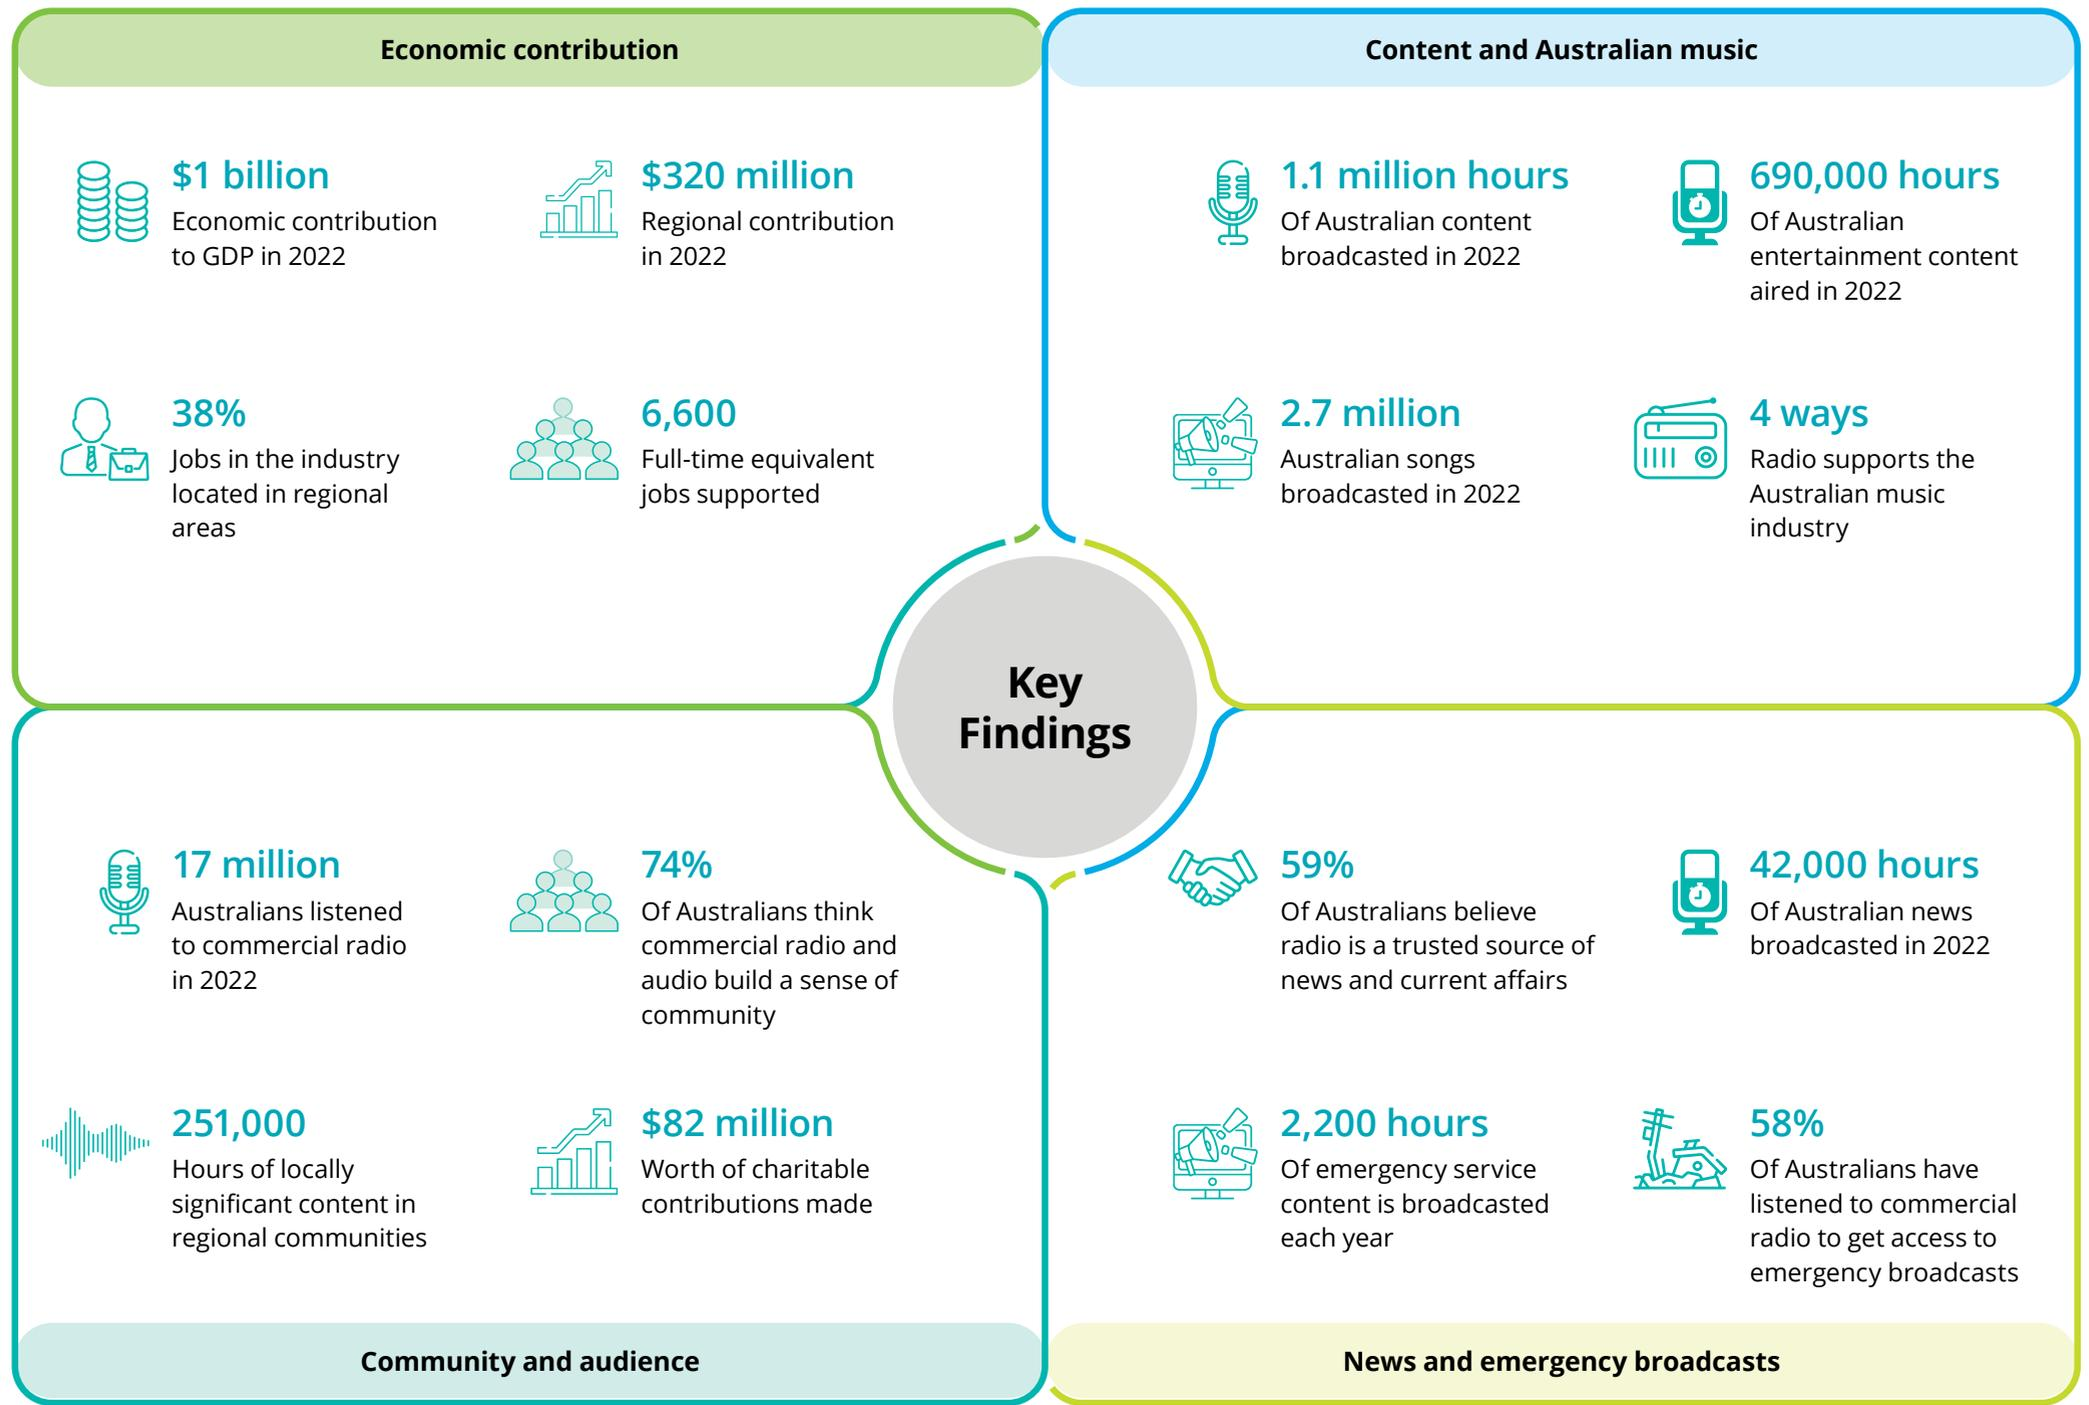 Economic contribution
$1 billion
Economic contribution
to GDP in 2022
$320 million
Regional contribution
in 2022
38%
Jobs in the industry
located in regional
areas
6,600
Full-time equivalent
jobs supported
Content and Australian music
1.1 million hours
Of Australian content
broadcasted in 2022
690,000 hours
Of Australian
entertainment content
aired in 2022
2.7 million
Australian songs
broadcasted in 2022
4 ways
Radio supports the
Australian music
industry
Key
Findings
17 million
Australians listened
to commercial radio
in 2022
74%
Of Australians think
commercial radio and
audio build a sense of
community
251,000
Hours of locally
significant content in
regional communities
$82 million
Worth of charitable
contributions made
Community and audience
59%
Of Australians believe
radio is a trusted source of
news and current affairs
42,000 hours
Of Australian news
broadcasted in 2022
2,200 hours
Of emergency service
content is broadcasted
each year
58%
Of Australians have
listened to commercial
radio to get access to
emergency broadcasts
News and emergency broadcasts